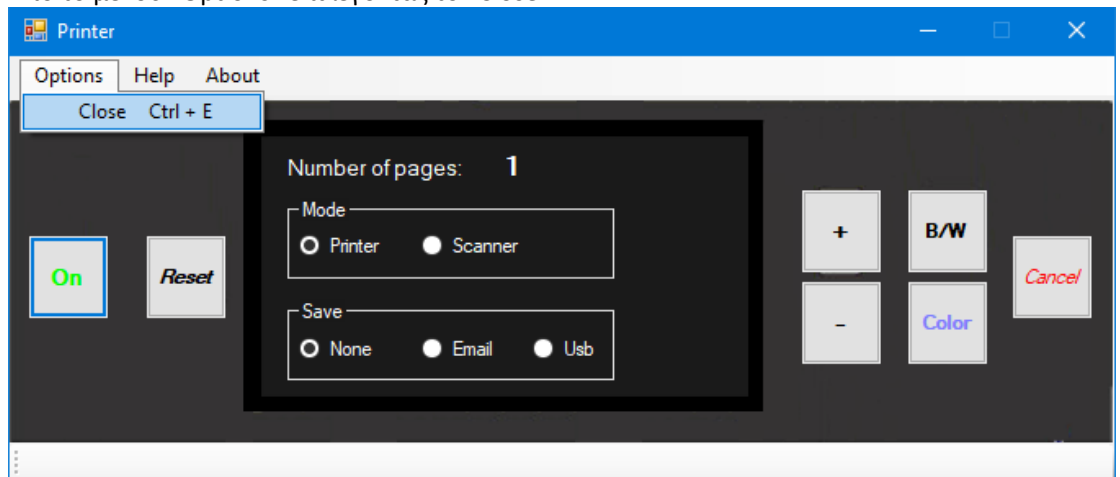 Printer
Options Help About
Close Ctrl + E
Number of pages: 1
Mode
Printer Scanner
Save
None Email Usb
On
Reset
+
B/W
-
Color
Cancel